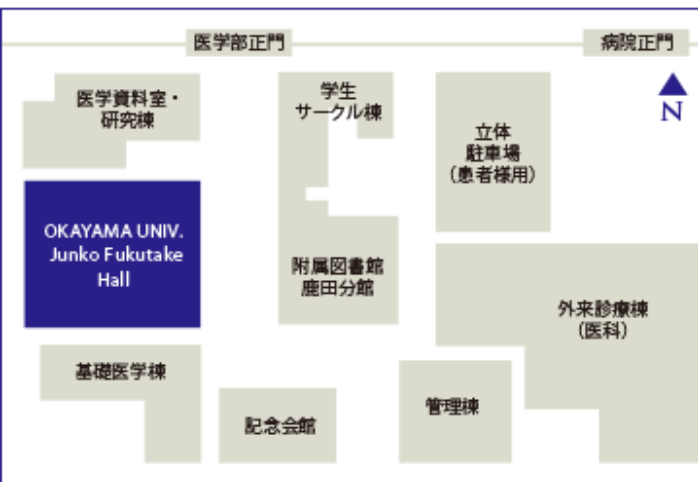 医学部正門
病院正門
医学資料室・
研究棟
学生
サークル棟
立体
駐車場
(患者様用)
N
OKAYAMA UNIV.
Junko Fukutake
Hall
附属図書館
鹿田分館
外来診療棟
(医科)
基礎医学棟
記念会館
管理棟